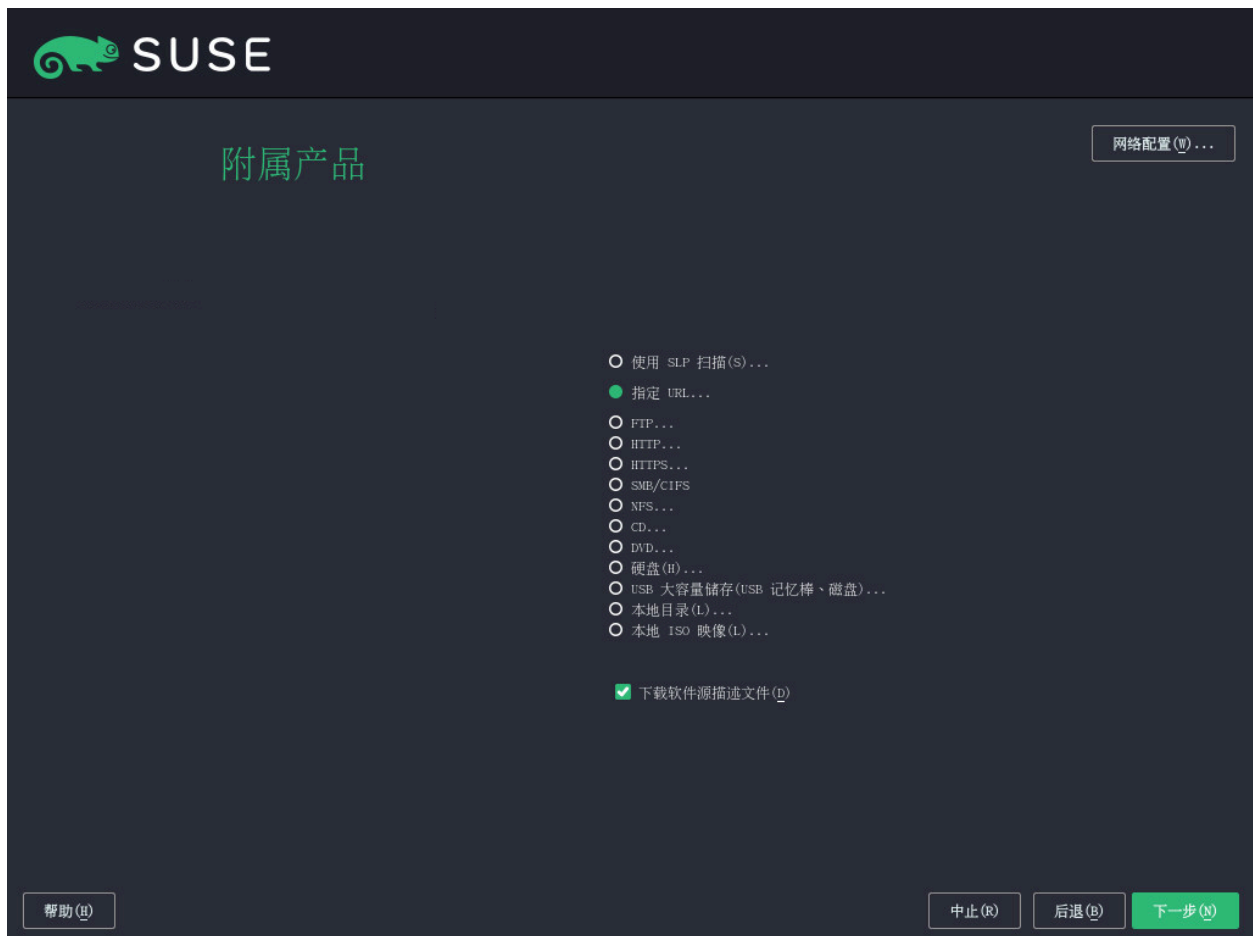 SUSE
附属产品
网络配置(W)...
使用 SLP 扫描(S)...
指定 URL...
FTP...
HTTP...
HTTPS...
SMB/CIFS
NFS...
CD...
DVD...
硬盘(H)...
USB 大容量储存(USB 记忆棒、磁盘)...
本地目录(L)...
本地 ISO 映像(L)...
下载软件源描述文件(D)
帮助(H)
中止(R)
后退(B)
下一步(N)